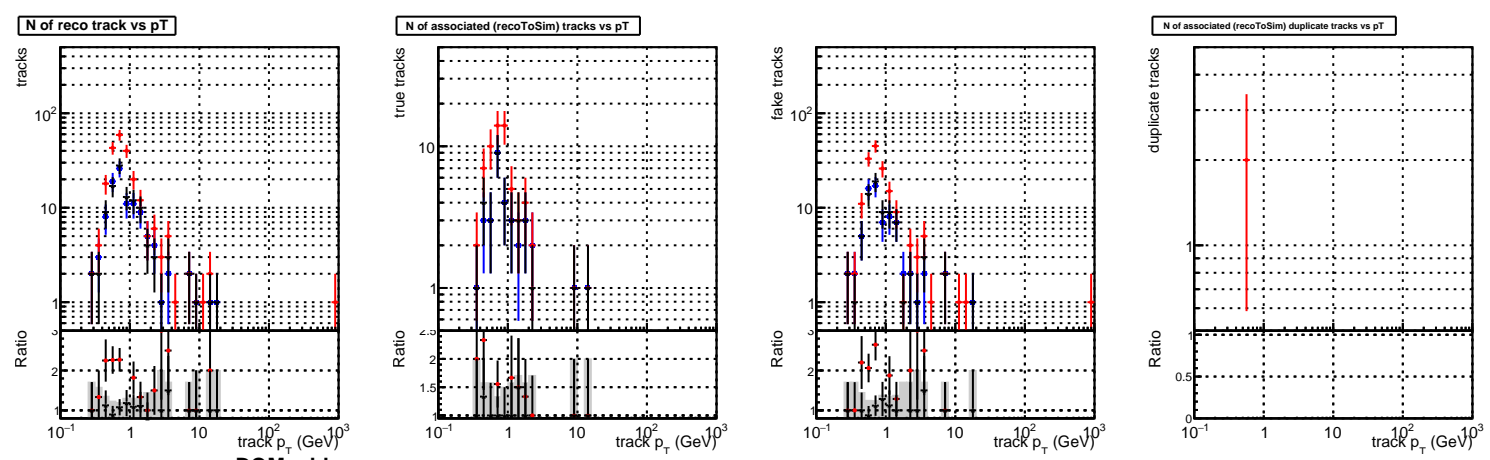 N of reco track vs pT
N of associated (recoToSim) tracks vs pT
N of associated (recoToSim) duplicate tracks vs pT
tracks
10²
10
1
Ratio
3
2
1
10⁻¹ 1 10 10² 10³
track p_T (GeV)
true tracks
10
1
Ratio
2.5
2
1.5
1
10⁻¹ 1 10 10² 10³
track p_T (GeV)
fake tracks
10²
10
1
Ratio
2
1
10⁻¹ 1 10 10² 10³
track p_T (GeV)
duplicate tracks
1
Ratio
1
0.5
0
10⁻¹ 1 10 10² 10³
track p_T (GeV)